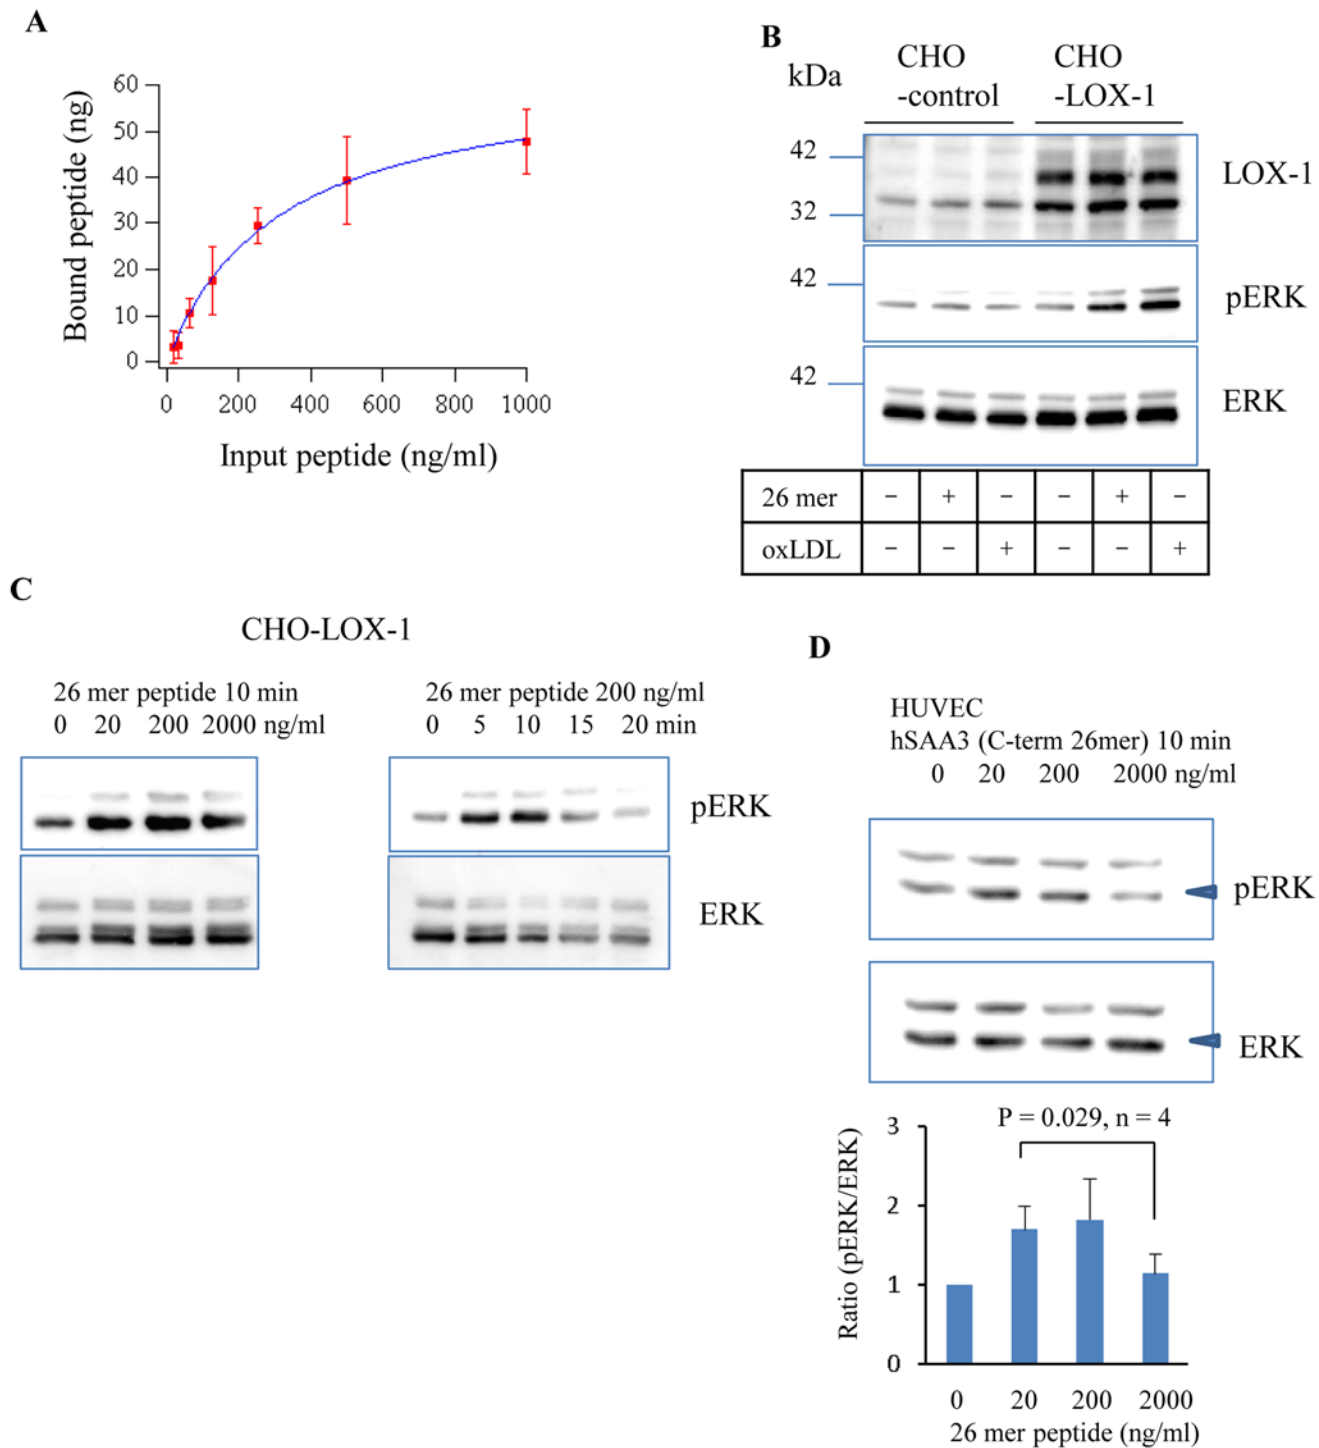 A
60
50
40
30
20
10
0
0 200 400 600 800 1000
Bound peptide (ng)
Input peptide (ng/ml)
B
kDa
CHO
-control
CHO
-LOX-1
42
32
LOX-1
42
pERK
42
ERK
26 mer − + − − + −
oxLDL − − + − − +
C
CHO-LOX-1
26 mer peptide 10 min
0 20 200 2000 ng/ml
26 mer peptide 200 ng/ml
0 5 10 15 20 min
pERK
ERK
D
HUVEC
hSAA3 (C-term 26mer) 10 min
0 20 200 2000 ng/ml
pERK
ERK
P = 0.029, n = 4
3
2
1
0
Ratio (pERK/ERK)
0 20 200 2000
26 mer peptide (ng/ml)